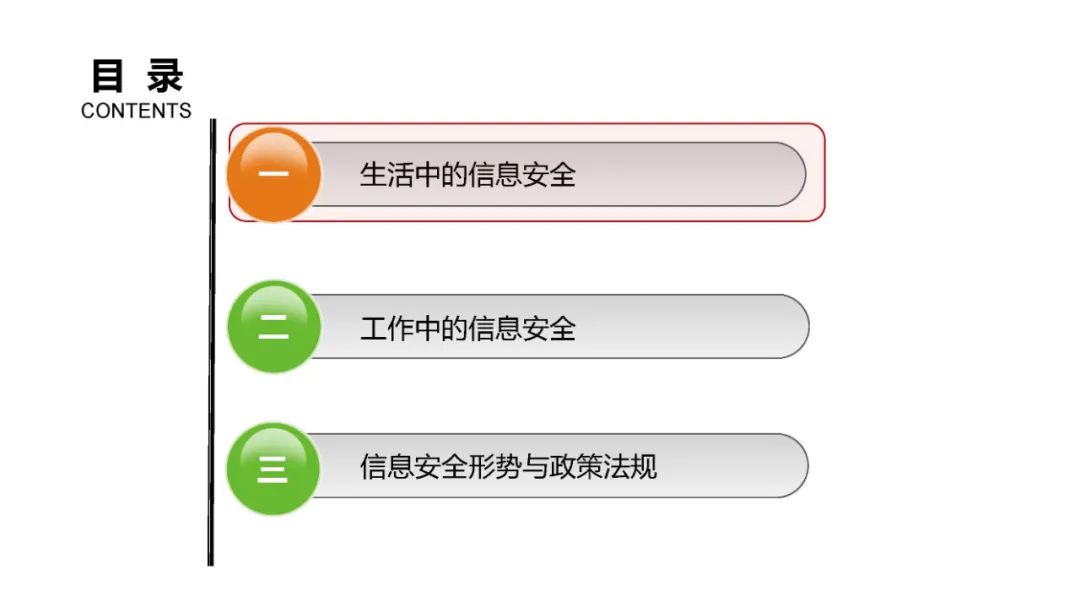 目 录
CONTENTS
一 生活中的信息安全
二 工作中的信息安全
三 信息安全形势与政策法规